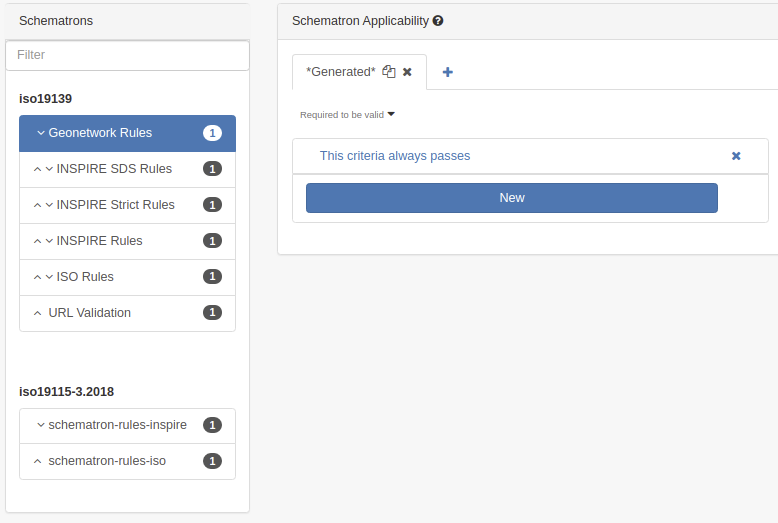 Schematrons
Filter
iso19139
Geonetwork Rules 1
INSPIRE SDS Rules 1
INSPIRE Strict Rules 1
INSPIRE Rules 1
ISO Rules 1
URL Validation 1
iso19115-3.2018
schematron-rules-inspire 1
schematron-rules-iso 1
Schematron Applicability ?
*Generated*
Required to be valid
This criteria always passes
New